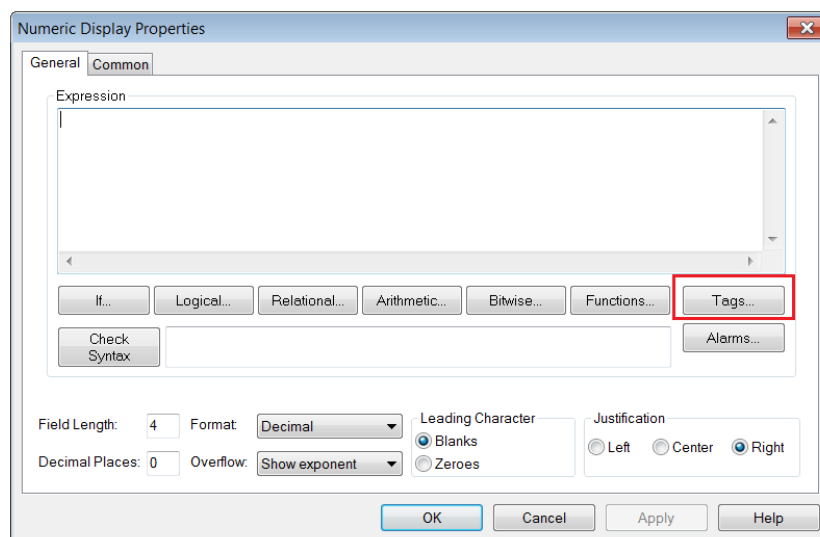 Numeric Display Properties
General Common
Expression
If... Logical... Relational... Arithmetic... Bitwise... Functions... Tags...
Check Syntax
Alarms...
Field Length: 4 Format: Decimal Leading Character Justification
Blanks Left Center Right
Decimal Places: 0 Overflow: Show exponent Zeroes
OK Cancel Apply Help